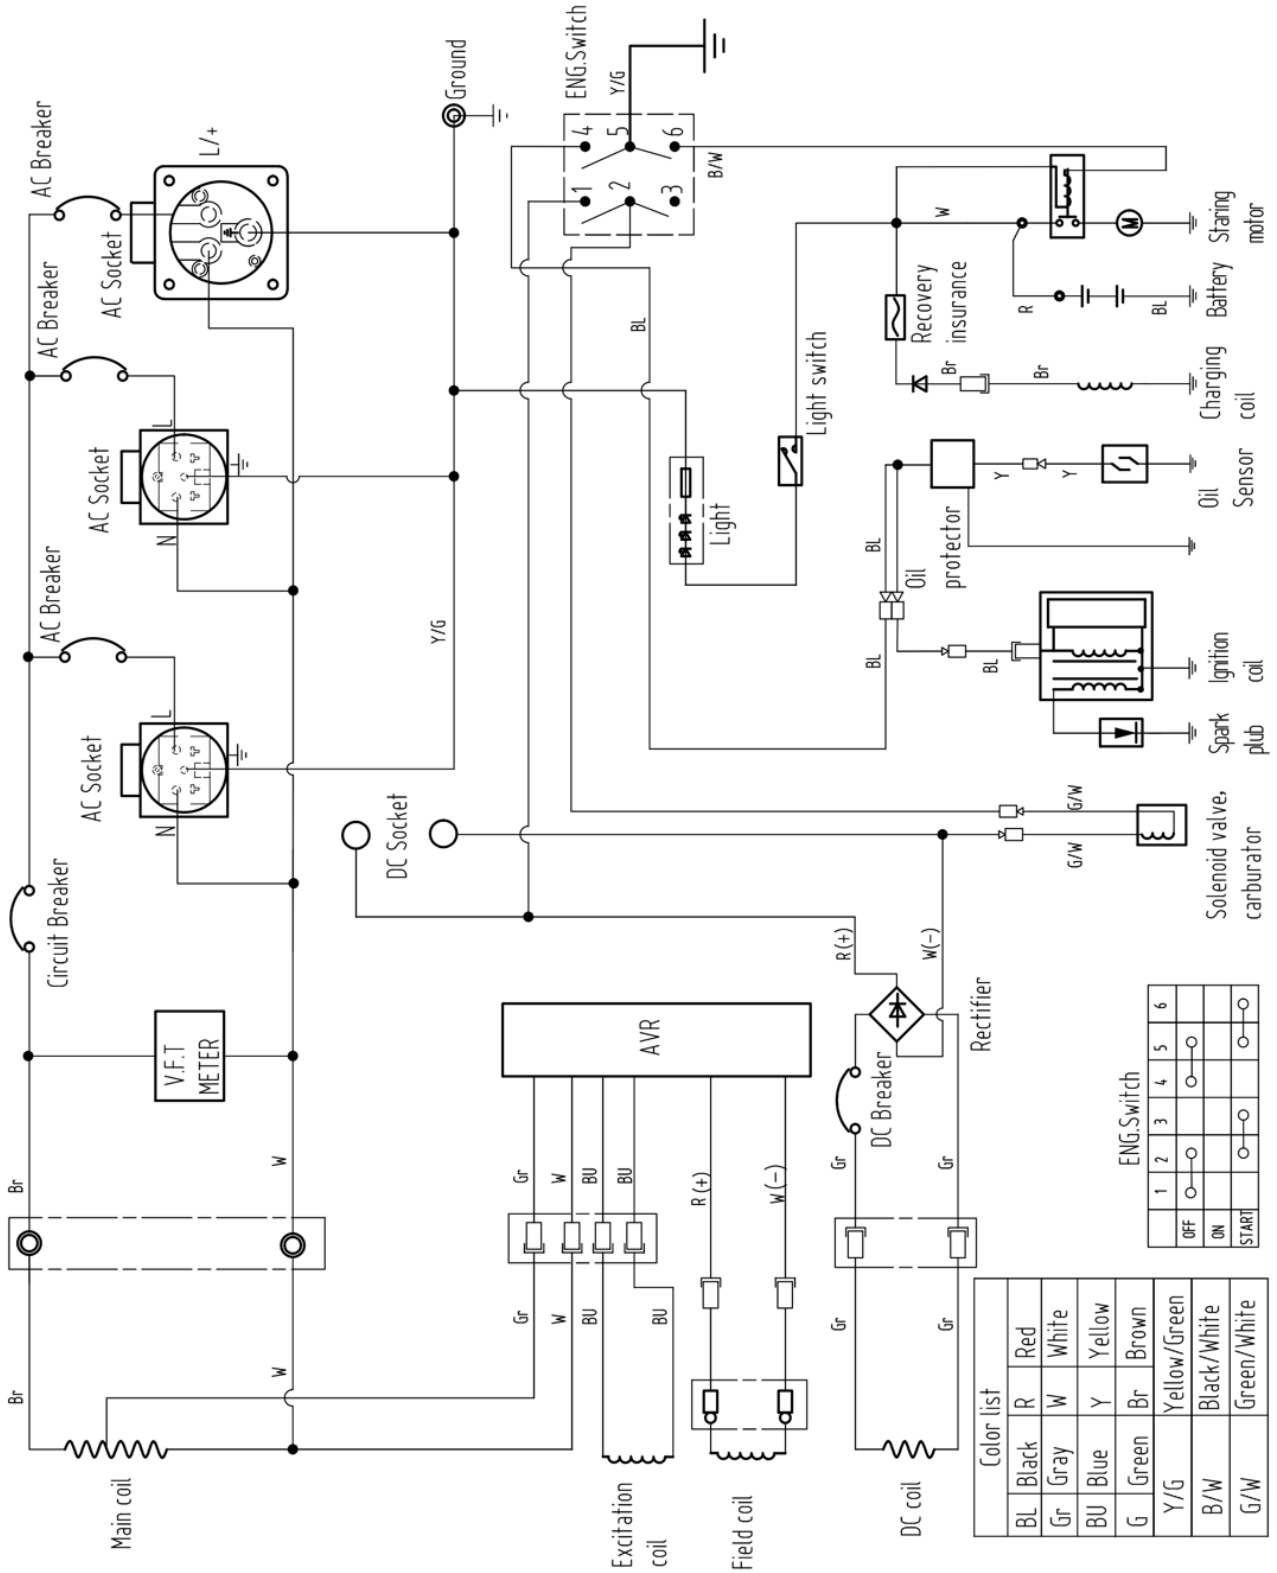 Main coil
Br
Br
W
W
V.F.T
METER
Circuit Breaker
AC Breaker
AC Breaker
AC Breaker
AC Socket
L
N
AC Socket
L
N
AC Socket
L/+
Ground
Y/G
DC Socket
ENG.Switch
Y/G
1
2
3
4
5
6
B/W
BL
Light
Light switch
W
Recovery
insurance
Br
Br
R
BL
Staring
motor
M
Battery
Charging
coil
Oil
Sensor
Y
Y
Oil
protector
BL
BL
BL
Ignition
coil
Spark
plub
G/W
G/W
Solenoid valve,
carburator
AVR
Gr
W
BU
BU
R(+)
W(-)
Gr
W
BU
BU
Excitation
coil
Field coil
DC Breaker
R(+)
W(-)
Rectifier
Gr
Gr
Gr
Gr
DC coil
Color list
BL Black R Red
Gr Gray W White
BU Blue Y Yellow
G Green Br Brown
Y/G Yellow/Green
B/W Black/White
G/W Green/White
ENG.Switch
1 2 3 4 5 6
OFF
ON
START